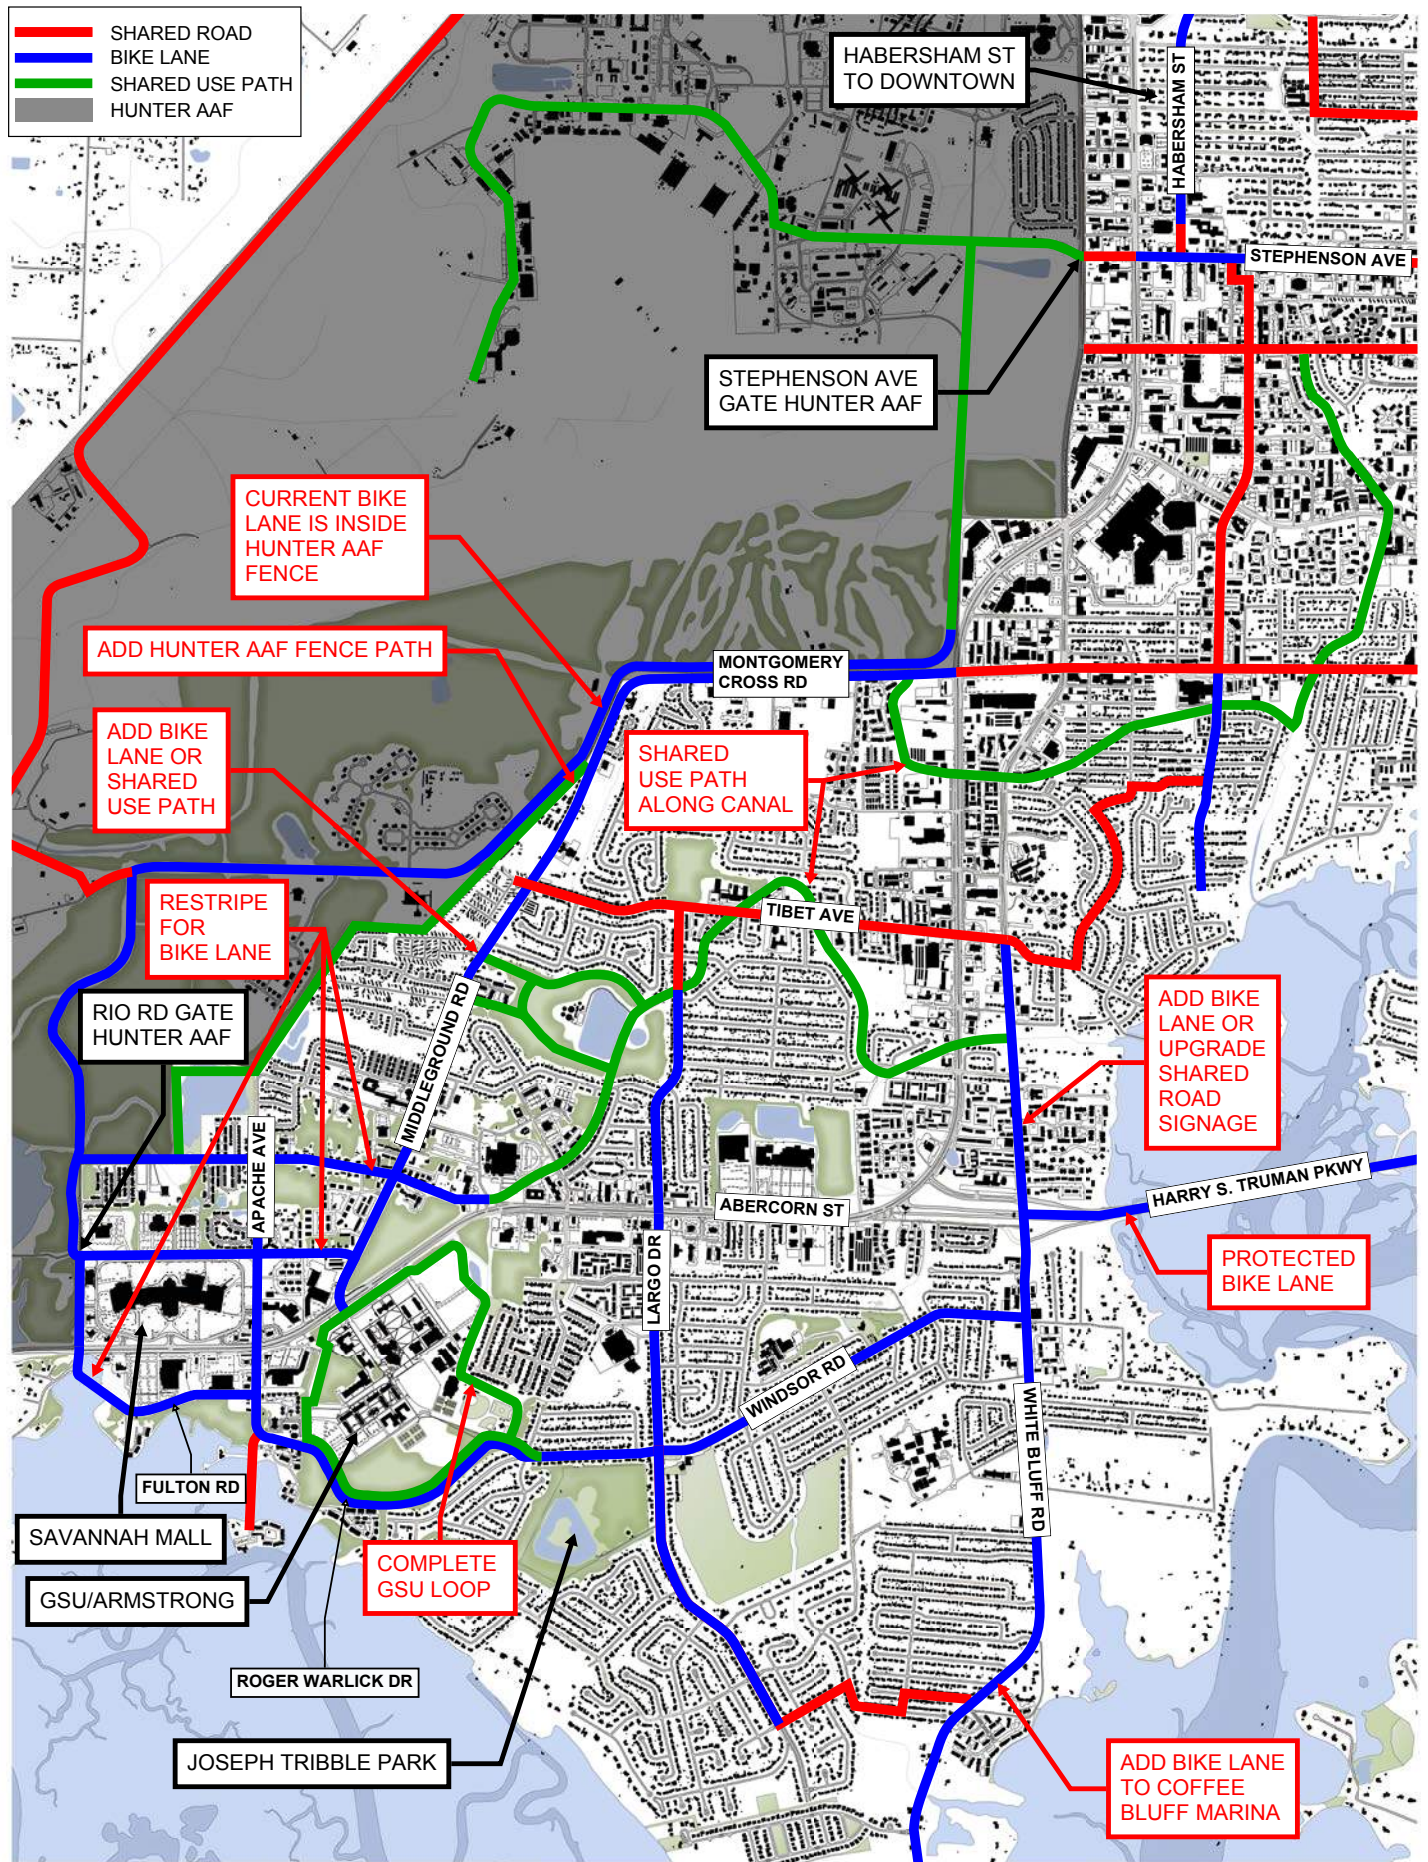 SHARED ROAD
BIKE LANE
SHARED USE PATH
HUNTER AAF
HABERSHAM ST
TO DOWNTOWN
HABERSHAM ST
STEPHENSON AVE
STEPHENSON AVE
GATE HUNTER AAF
CURRENT BIKE
LANE IS INSIDE
HUNTER AAF
FENCE
ADD HUNTER AAF FENCE PATH
MONTGOMERY
CROSS RD
ADD BIKE
LANE OR
SHARED
USE PATH
SHARED
USE PATH
ALONG CANAL
RESTRIPE
FOR
BIKE LANE
TIBET AVE
RIO RD GATE
HUNTER AAF
MIDDLEGROUND RD
ADD BIKE
LANE OR
UPGRADE
SHARED
ROAD
SIGNAGE
APACHE AVE
HARRY S. TRUMAN PKWY
ABERCORN ST
LARGO DR
PROTECTED
BIKE LANE
WINDSOR RD
WHITE BLUFF RD
FULTON RD
SAVANNAH MALL
COMPLETE
GSU LOOP
GSU/ARMSTRONG
ROGER WARLICK DR
JOSEPH TRIBBLE PARK
ADD BIKE LANE
TO COFFEE
BLUFF MARINA